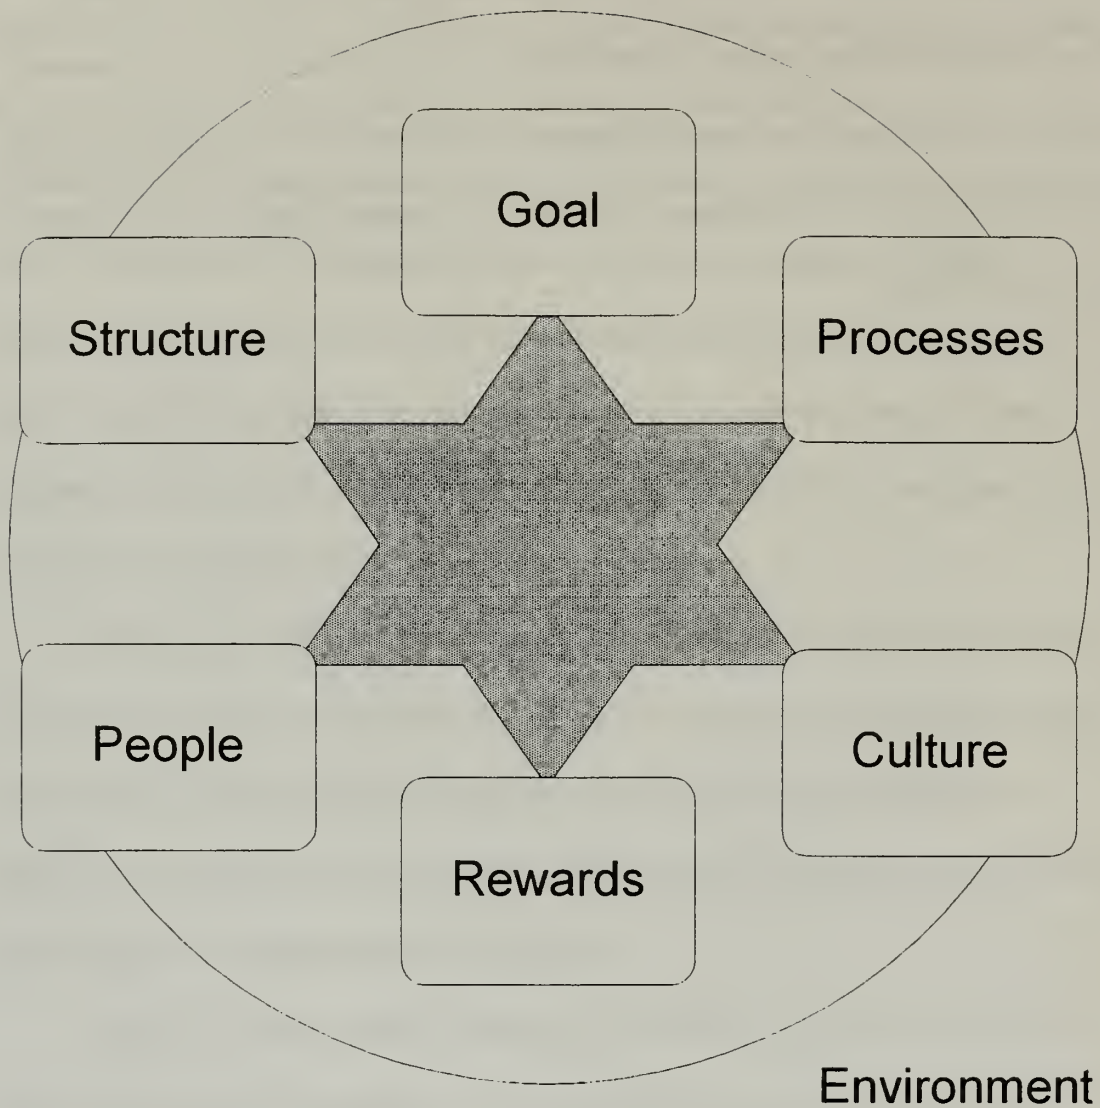 Goal
Structure
Processes
People
Culture
Rewards
Environment